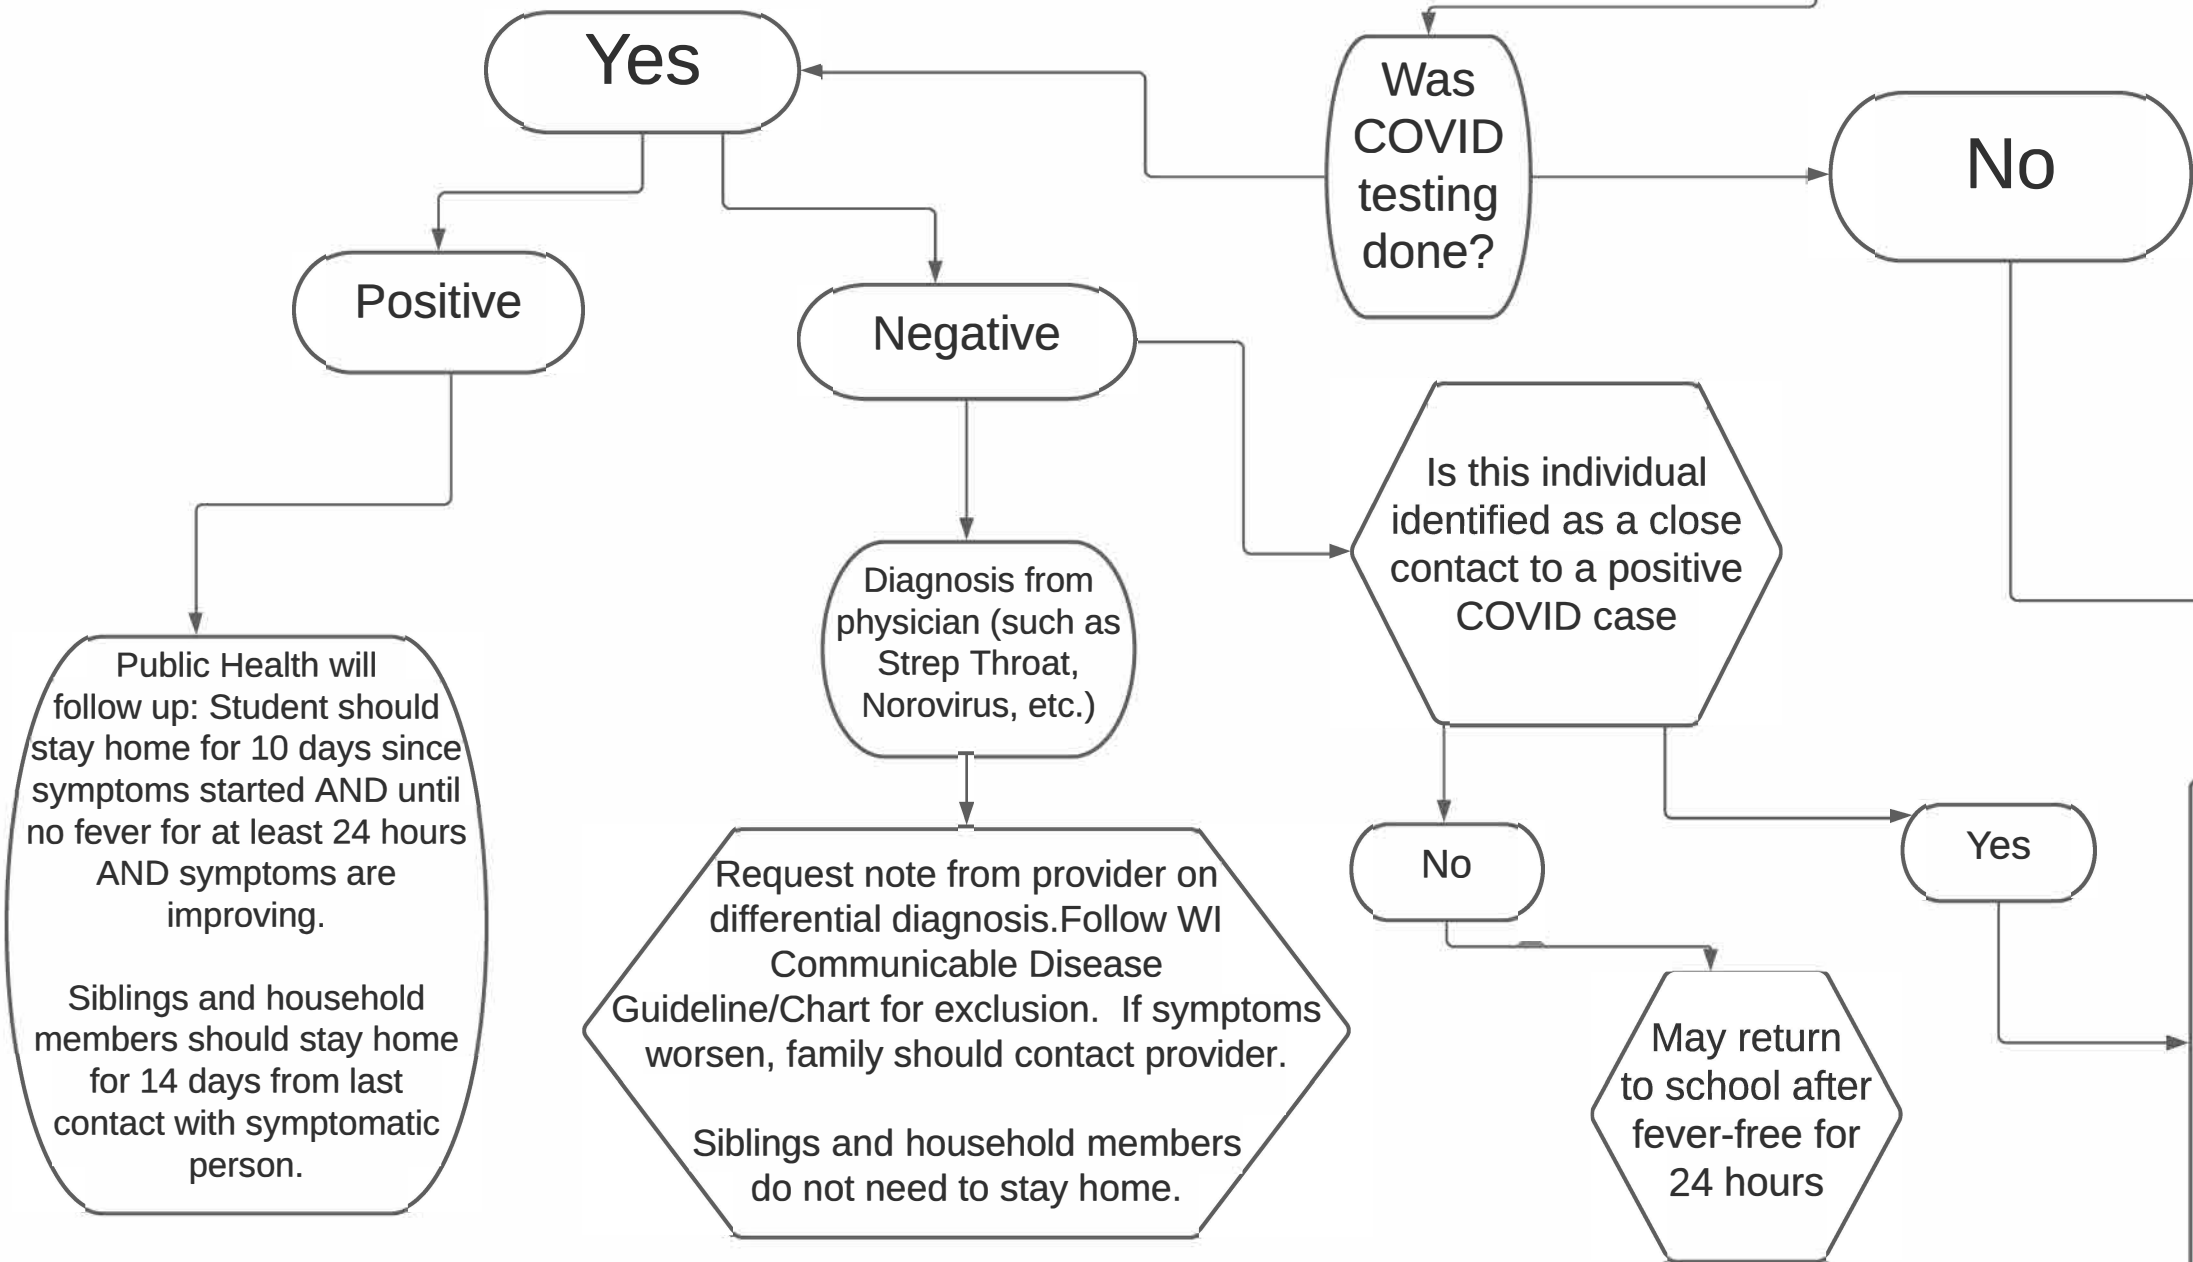 Yes
Was
COVID
testing
done?
No
Positive
Negative
Is this individual
identified as a close
contact to a positive
COVID case
Diagnosis from
physician (such as
Strep Throat,
Norovirus, etc.)
Public Health will
follow up: Student should
stay home for 10 days since
symptoms started AND until
no fever for at least 24 hours
AND symptoms are
improving.
Siblings and household
members should stay home
for 14 days from last
contact with symptomatic
person.
Request note from provider on
differential diagnosis.Follow WI
Communicable Disease
Guideline/Chart for exclusion.  If symptoms
worsen, family should contact provider.
Siblings and household members
do not need to stay home.
No
Yes
May return
to school after
fever-free for
24 hours